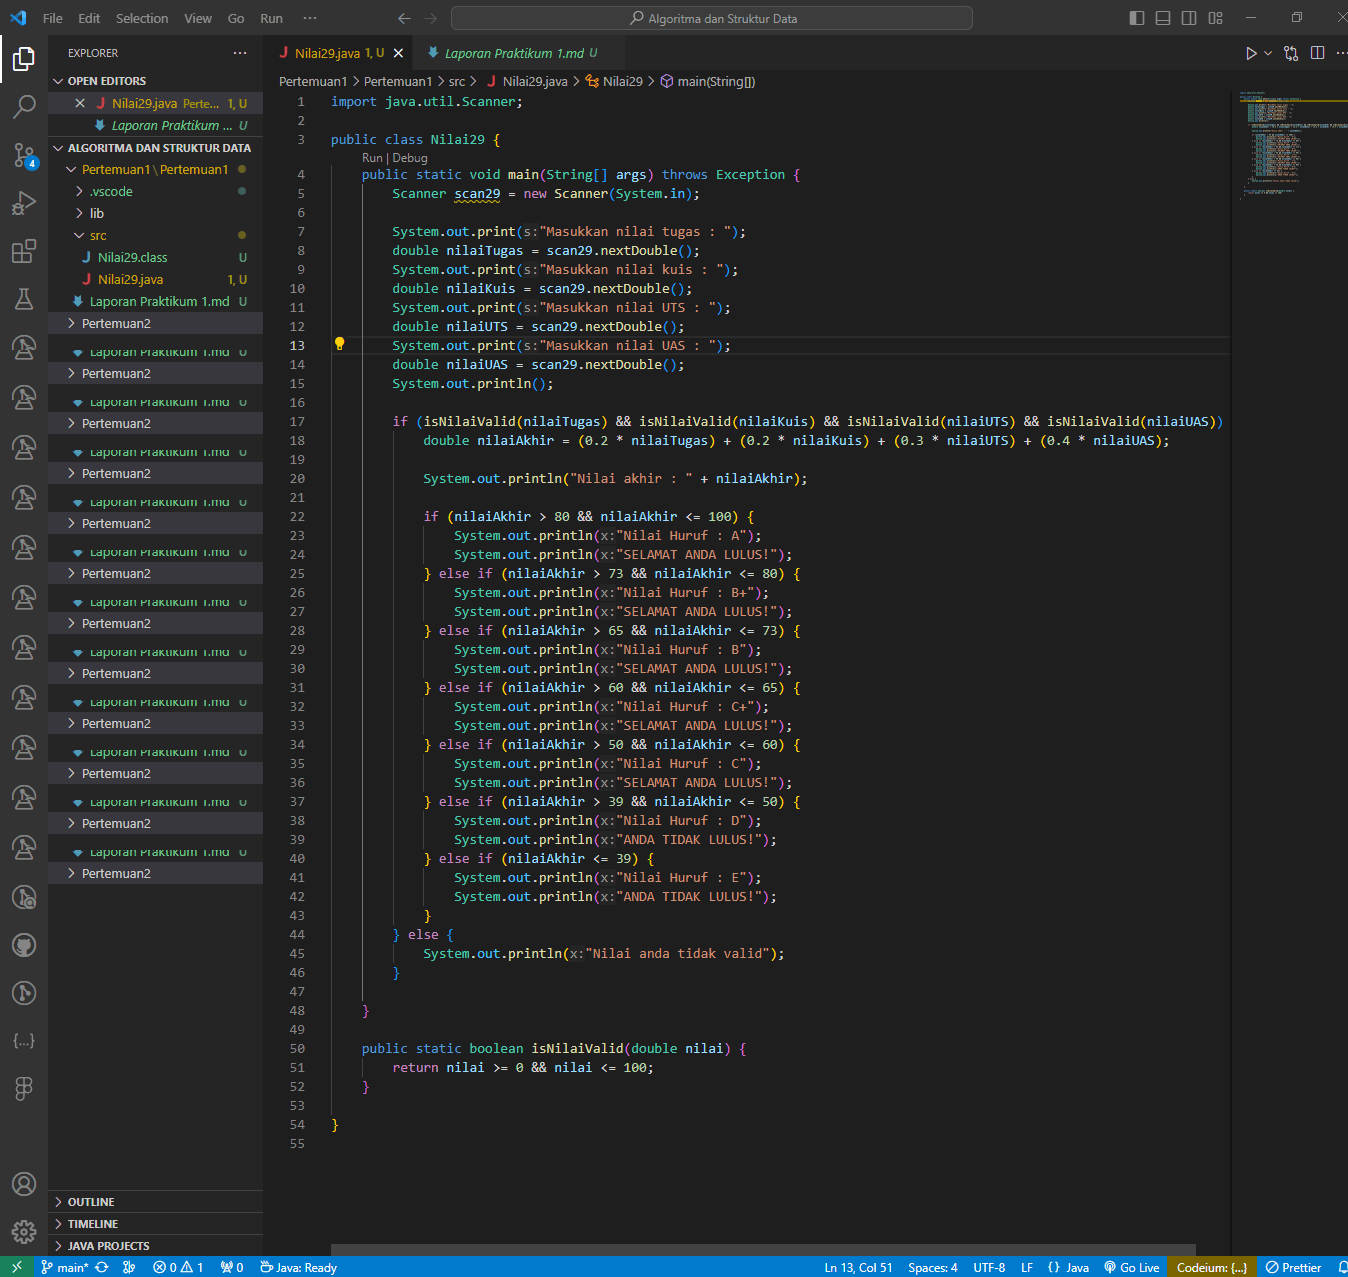 File Edit Selection View Go Run ··· Algoritma dan Struktur Data
EXPLORER ···
OPEN EDITORS
Nilai29.java Perte... 1, U
Laporan Praktikum ... U
ALGORITMA DAN STRUKTUR DATA
Pertemuan1 \ Pertemuan1
.vscode
lib
src
Nilai29.class U
Nilai29.java 1, U
Laporan Praktikum 1.md U
Pertemuan2
Laporan Praktikum 1.md U
Pertemuan2
Laporan Praktikum 1.md U
Pertemuan2
Laporan Praktikum 1.md U
Pertemuan2
Laporan Praktikum 1.md U
Pertemuan2
Laporan Praktikum 1.md U
Pertemuan2
Laporan Praktikum 1.md U
Pertemuan2
Laporan Praktikum 1.md U
Pertemuan2
Laporan Praktikum 1.md U
Pertemuan2
Laporan Praktikum 1.md U
Pertemuan2
Laporan Praktikum 1.md U
Pertemuan2
Laporan Praktikum 1.md U
Pertemuan2
OUTLINE
TIMELINE
JAVA PROJECTS
4
Nilai29.java 1, U Laporan Praktikum 1.md U
Pertemuan1 > Pertemuan1 > src > Nilai29.java > Nilai29 > main(String[])
1 import java.util.Scanner;
2
3 public class Nilai29 {
Run | Debug
4 public static void main(String[] args) throws Exception {
5 Scanner scan29 = new Scanner(System.in);
6
7 System.out.print(s:"Masukkan nilai tugas : ");
8 double nilaiTugas = scan29.nextDouble();
9 System.out.print(s:"Masukkan nilai kuis : ");
10 double nilaiKuis = scan29.nextDouble();
11 System.out.print(s:"Masukkan nilai UTS : ");
12 double nilaiUTS = scan29.nextDouble();
13 System.out.print(s:"Masukkan nilai UAS : ");
14 double nilaiUAS = scan29.nextDouble();
15 System.out.println();
16
17 if (isNilaiValid(nilaiTugas) && isNilaiValid(nilaiKuis) && isNilaiValid(nilaiUTS) && isNilaiValid(nilaiUAS))
18 double nilaiAkhir = (0.2 * nilaiTugas) + (0.2 * nilaiKuis) + (0.3 * nilaiUTS) + (0.4 * nilaiUAS);
19
20 System.out.println("Nilai akhir : " + nilaiAkhir);
21
22 if (nilaiAkhir > 80 && nilaiAkhir <= 100) {
23 System.out.println(x:"Nilai Huruf : A");
24 System.out.println(x:"SELAMAT ANDA LULUS!");
25 } else if (nilaiAkhir > 73 && nilaiAkhir <= 80) {
26 System.out.println(x:"Nilai Huruf : B+");
27 System.out.println(x:"SELAMAT ANDA LULUS!");
28 } else if (nilaiAkhir > 65 && nilaiAkhir <= 73) {
29 System.out.println(x:"Nilai Huruf : B");
30 System.out.println(x:"SELAMAT ANDA LULUS!");
31 } else if (nilaiAkhir > 60 && nilaiAkhir <= 65) {
32 System.out.println(x:"Nilai Huruf : C+");
33 System.out.println(x:"SELAMAT ANDA LULUS!");
34 } else if (nilaiAkhir > 50 && nilaiAkhir <= 60) {
35 System.out.println(x:"Nilai Huruf : C");
36 System.out.println(x:"SELAMAT ANDA LULUS!");
37 } else if (nilaiAkhir > 39 && nilaiAkhir <= 50) {
38 System.out.println(x:"Nilai Huruf : D");
39 System.out.println(x:"ANDA TIDAK LULUS!");
40 } else if (nilaiAkhir <= 39) {
41 System.out.println(x:"Nilai Huruf : E");
42 System.out.println(x:"ANDA TIDAK LULUS!");
43 }
44 } else {
45 System.out.println(x:"Nilai anda tidak valid");
46 }
47
48 }
49
50 public static boolean isNilaiValid(double nilai) {
51 return nilai >= 0 && nilai <= 100;
52 }
53
54 }
55
main* 0 1 0 Java: Ready Ln 13, Col 51 Spaces: 4 UTF-8 LF {} Java Go Live Codeium: {...} Prettier